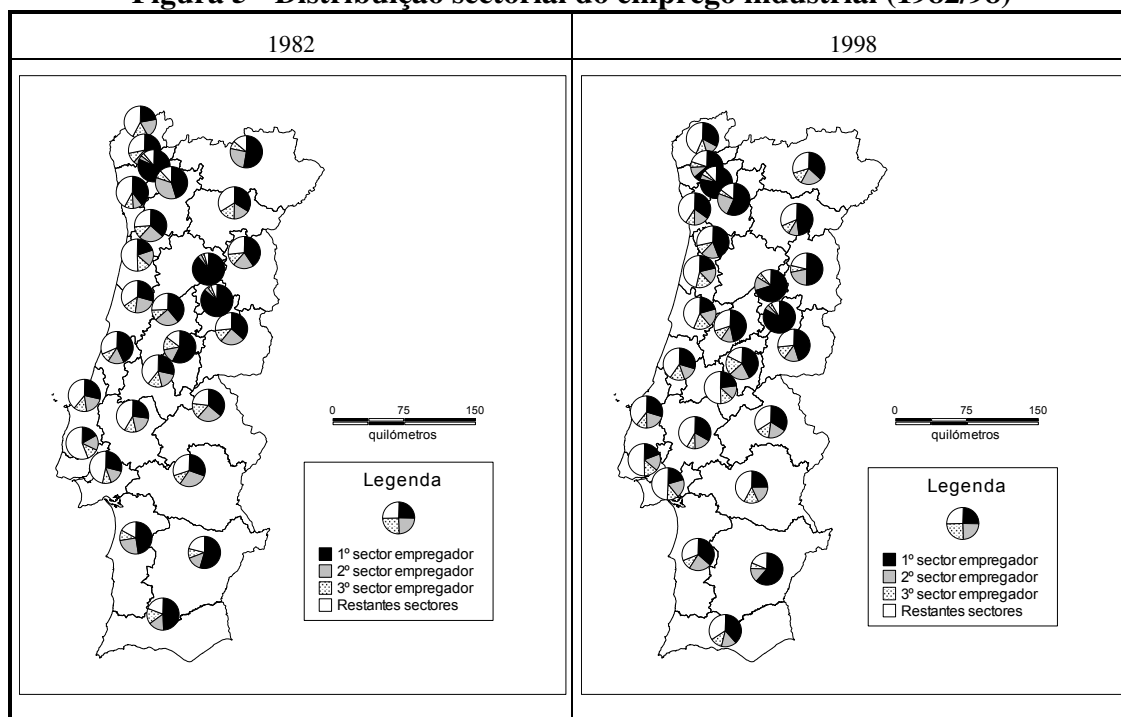 Figura 3 - Distribuição sectorial do emprego industrial (1982/98)
1982
1998
0 75 150
quilómetros
Legenda
1º sector empregador
2º sector empregador
3º sector empregador
Restantes sectores
0 75 150
quilómetros
Legenda
1º sector empregador
2º sector empregador
3º sector empregador
Restantes sectores